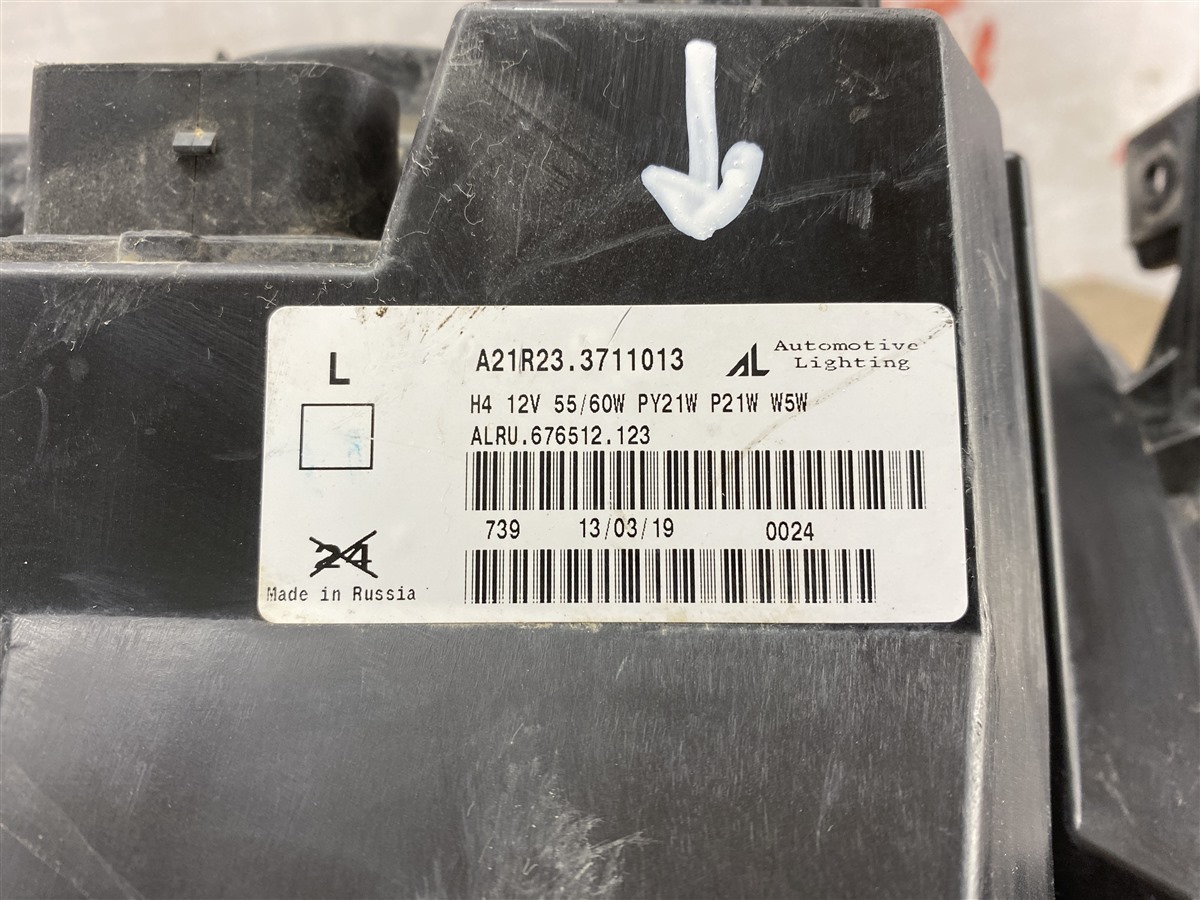 L
A21R23.3711013
AL Automotive
Lighting
H4 12V 55/60W PY21W P21W W5W
ALRU.676512.123
739 13/03/19 0024
24
Made in Russia